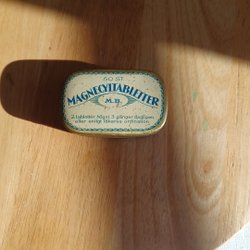 50 ST.
MAGNECYLTABLETTER
M.B.
2 tabletter högst 3 gånger dagligen
eller enligt läkares ordination.